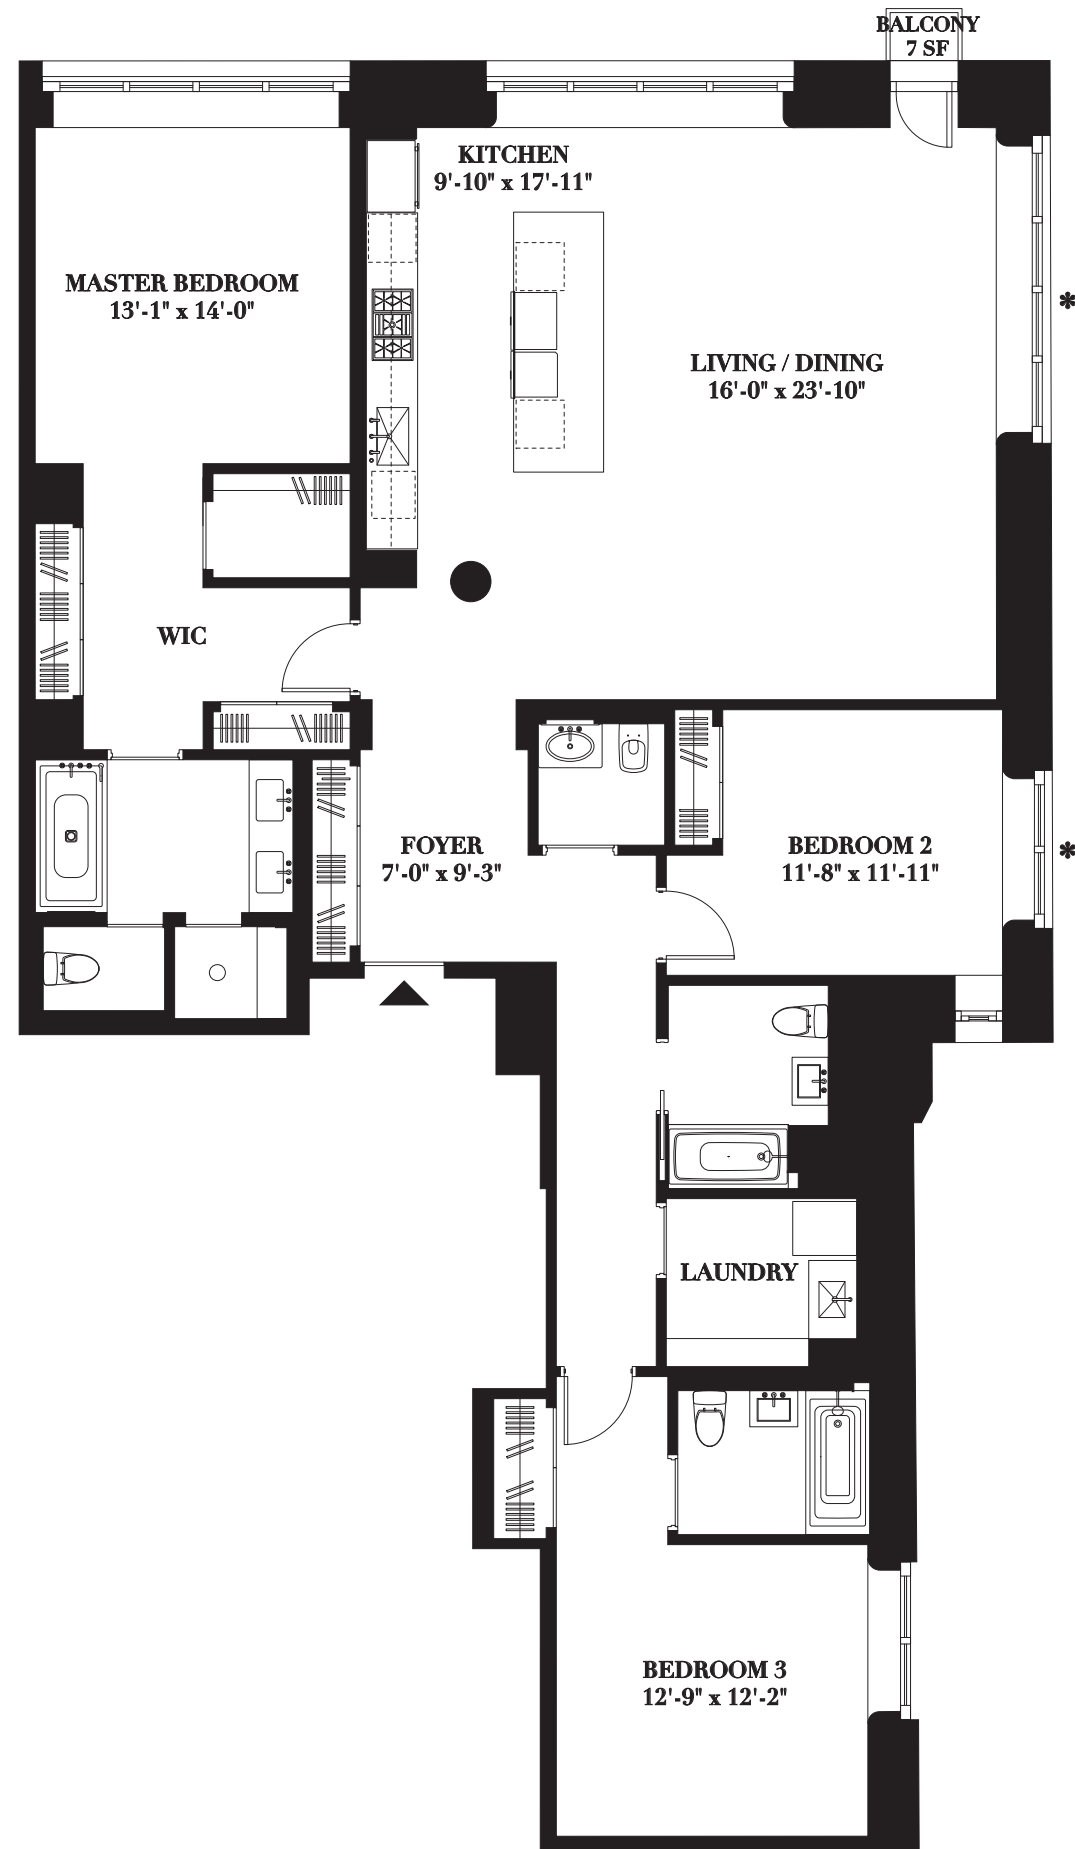 BALCONY
7 SF
KITCHEN
9'-10" x 17'-11"
MASTER BEDROOM
13'-1" x 14'-0"
*
LIVING / DINING
16'-0" x 23'-10"
WIC
FOYER
7'-0" x 9'-3"
BEDROOM 2
11'-8" x 11'-11"
*
LAUNDRY
BEDROOM 3
12'-9" x 12'-2"